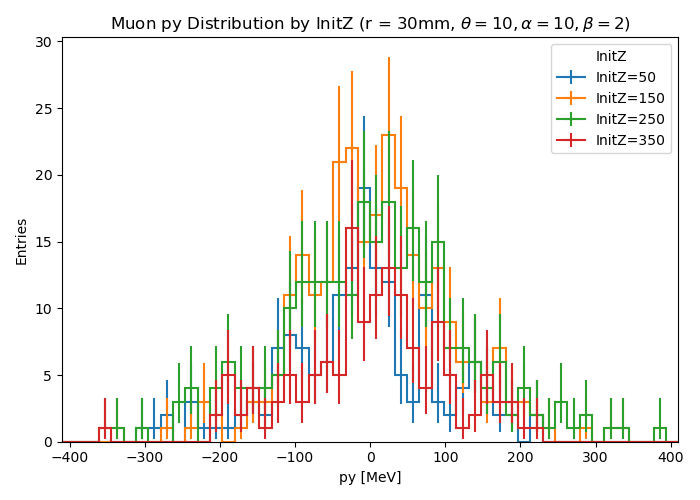 Muon py Distribution by InitZ (r = 30mm, θ = 10, α = 10, β = 2)
30
25
20
15
10
5
0
Entries
InitZ
InitZ=50
InitZ=150
InitZ=250
InitZ=350
−400 −300 −200 −100 0 100 200 300 400
py [MeV]